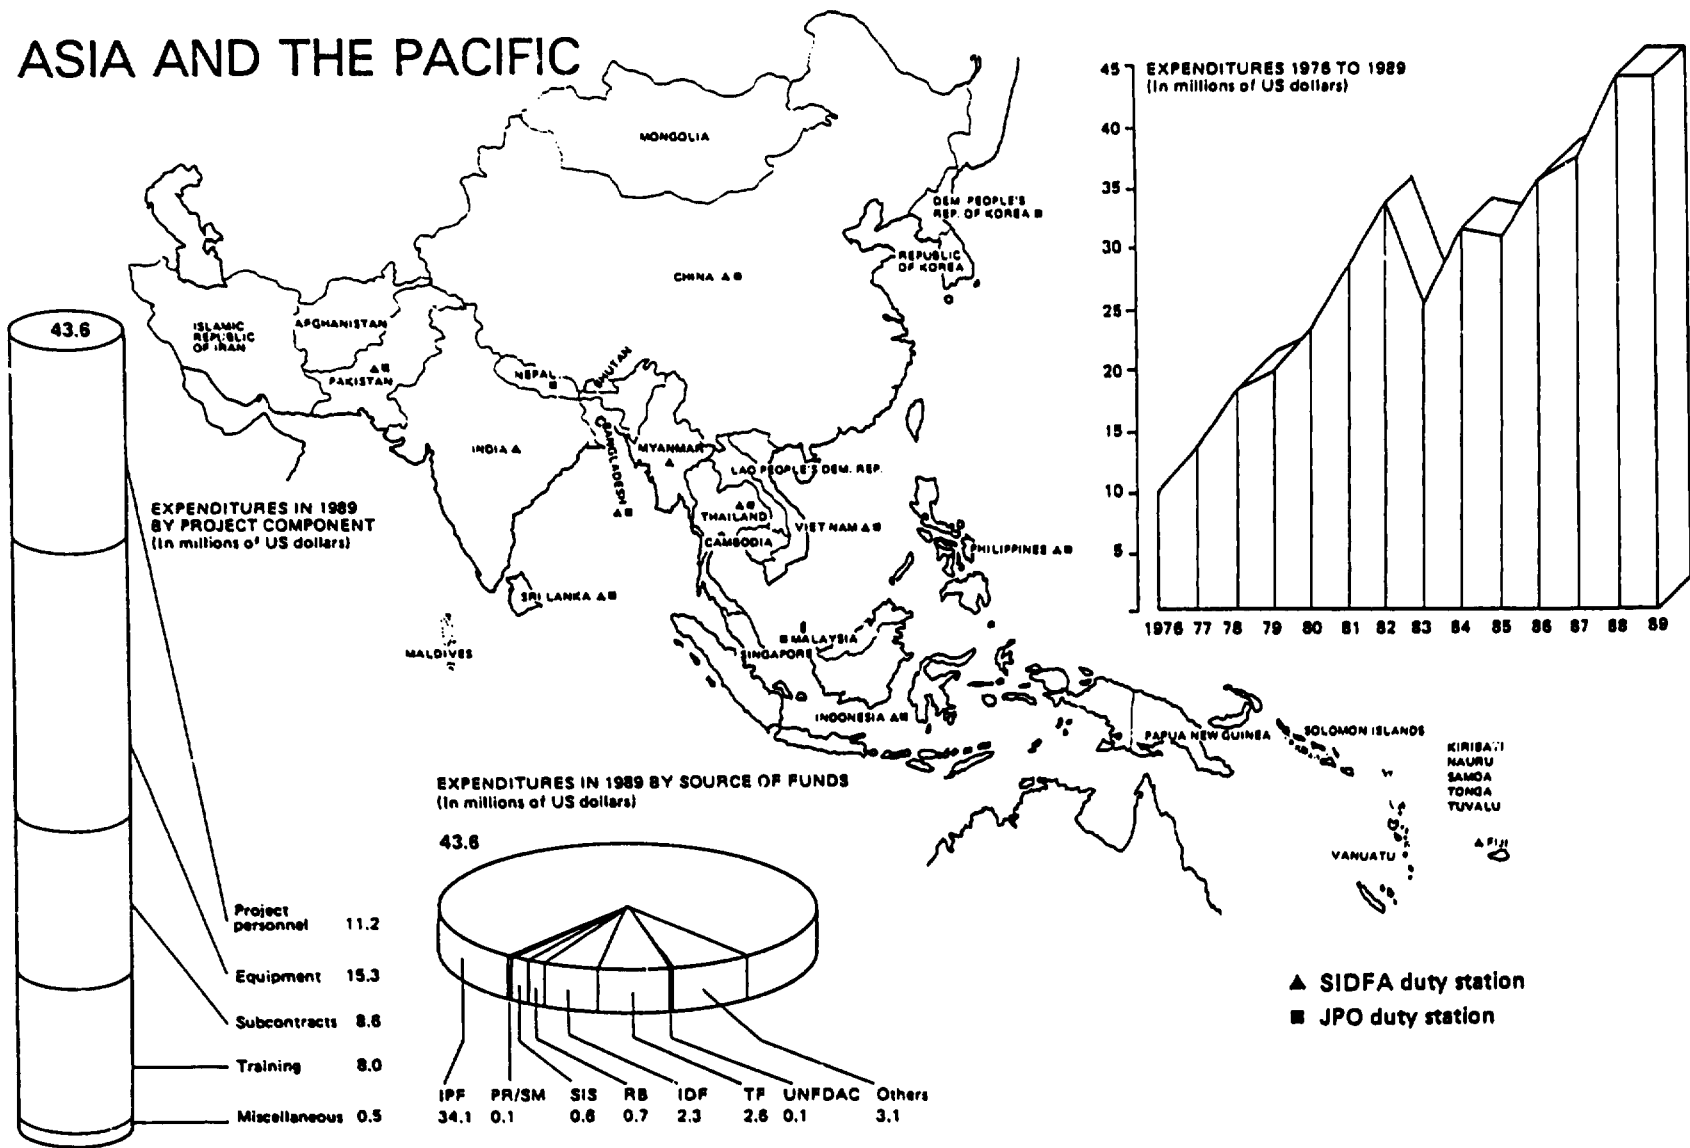 ASIA AND THE PACIFIC
EXPENDITURES 1976 TO 1989
(In millions of US dollars)
45
40
35
30
25
20
15
10
5
1976 77 78 79 80 81 82 83 84 85 86 87 88 89
MONGOLIA
DEM. PEOPLE'S
REP. OF KOREA ■
REPUBLIC
OF KOREA
CHINA ▲ ■
ISLAMIC
REPUBLIC
OF IRAN
AFGHANISTAN
▲ ■
PAKISTAN
NEPAL
■
BHUTAN
INDIA ▲
BANGLADESH
▲ ■
MYANMAR
▲
LAO PEOPLE'S DEM. REP.
▲ ■
THAILAND
CAMBODIA
VIET NAM ▲ ■
PHILIPPINES ▲ ■
SRI LANKA ▲ ■
MALDIVES
■ MALAYSIA
SINGAPORE
INDONESIA ▲ ■
PAPUA NEW GUINEA
SOLOMON ISLANDS
KIRIBATI
NAURU
SAMOA
TONGA
TUVALU
VANUATU
▲ FIJI
43.6
EXPENDITURES IN 1989
BY PROJECT COMPONENT
(In millions of US dollars)
Project
personnel 11.2
Equipment 15.3
Subcontracts 8.6
Training 8.0
Miscellaneous 0.5
EXPENDITURES IN 1989 BY SOURCE OF FUNDS
(In millions of US dollars)
43.6
IPF PR/SM SIS RB IDF TF UNFDAC Others
34.1 0.1 0.6 0.7 2.3 2.6 0.1 3.1
▲ SIDFA duty station
■ JPO duty station